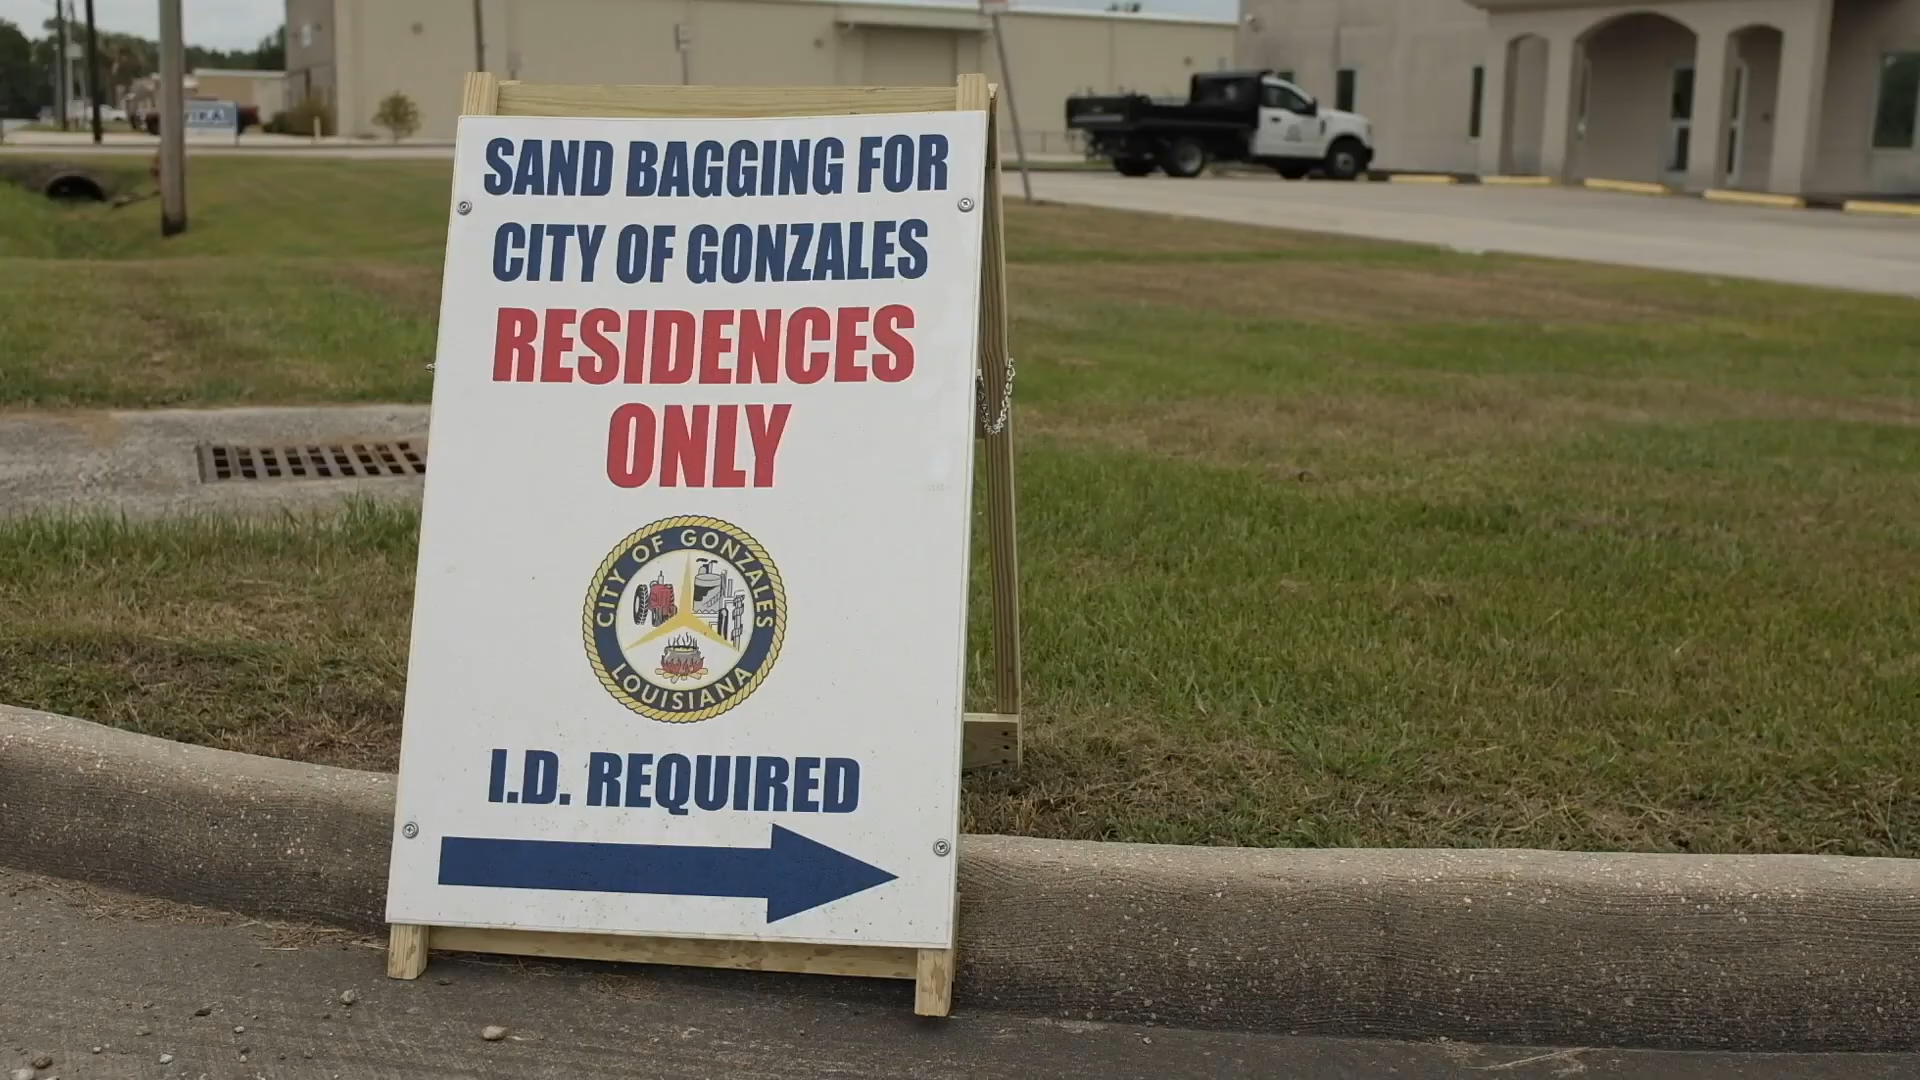 SAND BAGGING FOR
CITY OF GONZALES
RESIDENCES
ONLY
CITY OF GONZALES
LOUISIANA
I.D. REQUIRED